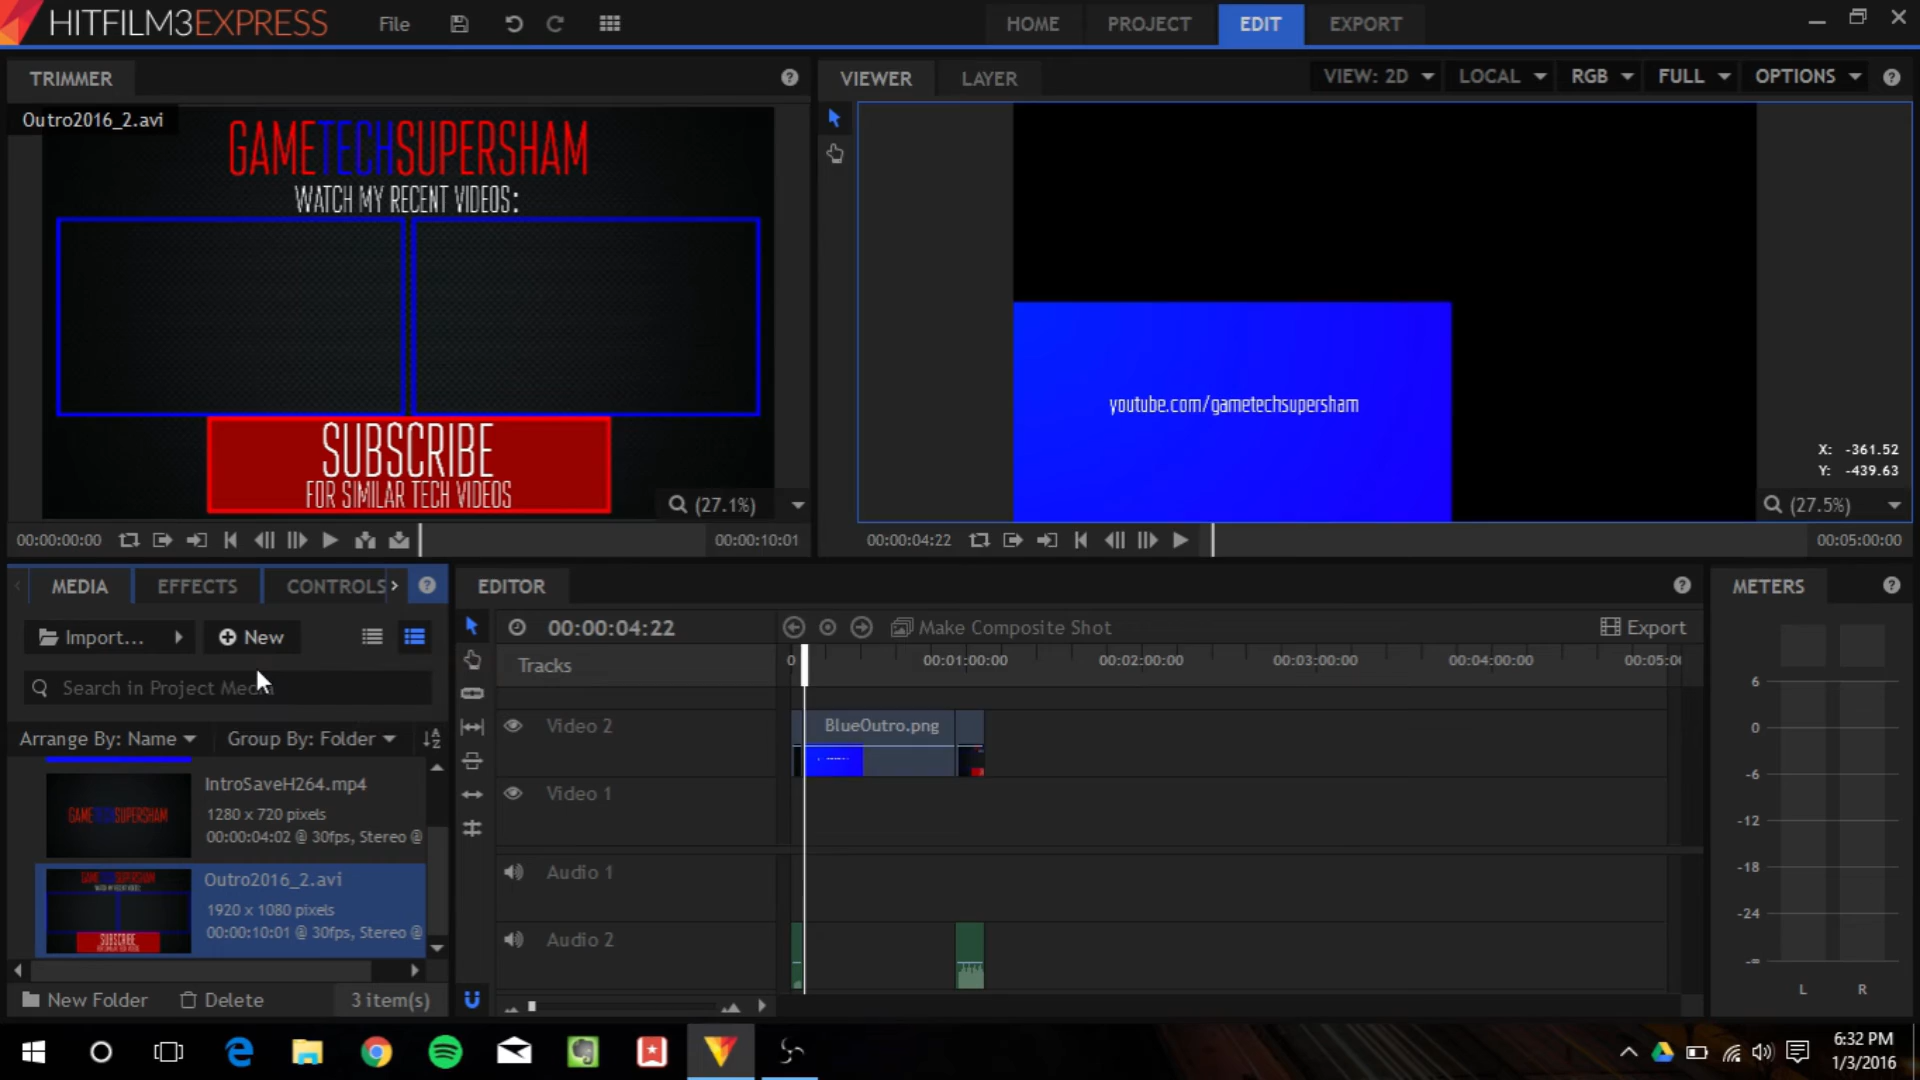 HITFILM3EXPRESS
File
HOME
PROJECT
EDIT
EXPORT
TRIMMER
VIEWER
LAYER
VIEW: 2D
LOCAL
RGB
FULL
OPTIONS
Outro2016_2.avi
GAMETECHSUPERSHAM
WATCH MY RECENT VIDEOS:
SUBSCRIBE
FOR SIMILAR TECH VIDEOS
(27.1%)
youtube.com/gametechsupersham
X: -361.52
Y: -439.63
(27.5%)
00:00:00:00
00:00:10:01
00:00:04:22
00:05:00:00
MEDIA
EFFECTS
CONTROLS
EDITOR
METERS
Import...
New
00:00:04:22
Make Composite Shot
Export
Search in Project Media
Tracks
0
00:01:00:00
00:02:00:00
00:03:00:00
00:04:00:00
00:05:0
Arrange By: Name
Group By: Folder
Video 2
BlueOutro.png
Video 1
Audio 1
Audio 2
IntroSaveH264.mp4
1280 x 720 pixels
00:00:04:02 @ 30fps, Stereo @
GAMETECHSUPERSHAM
Outro2016_2.avi
1920 x 1080 pixels
00:00:10:01 @ 30fps, Stereo @
GAMETECHSUPERSHAM
SUBSCRIBE
6
0
-6
-12
-18
-24
-∞
L
R
New Folder
Delete
3 item(s)
6:32 PM
1/3/2016